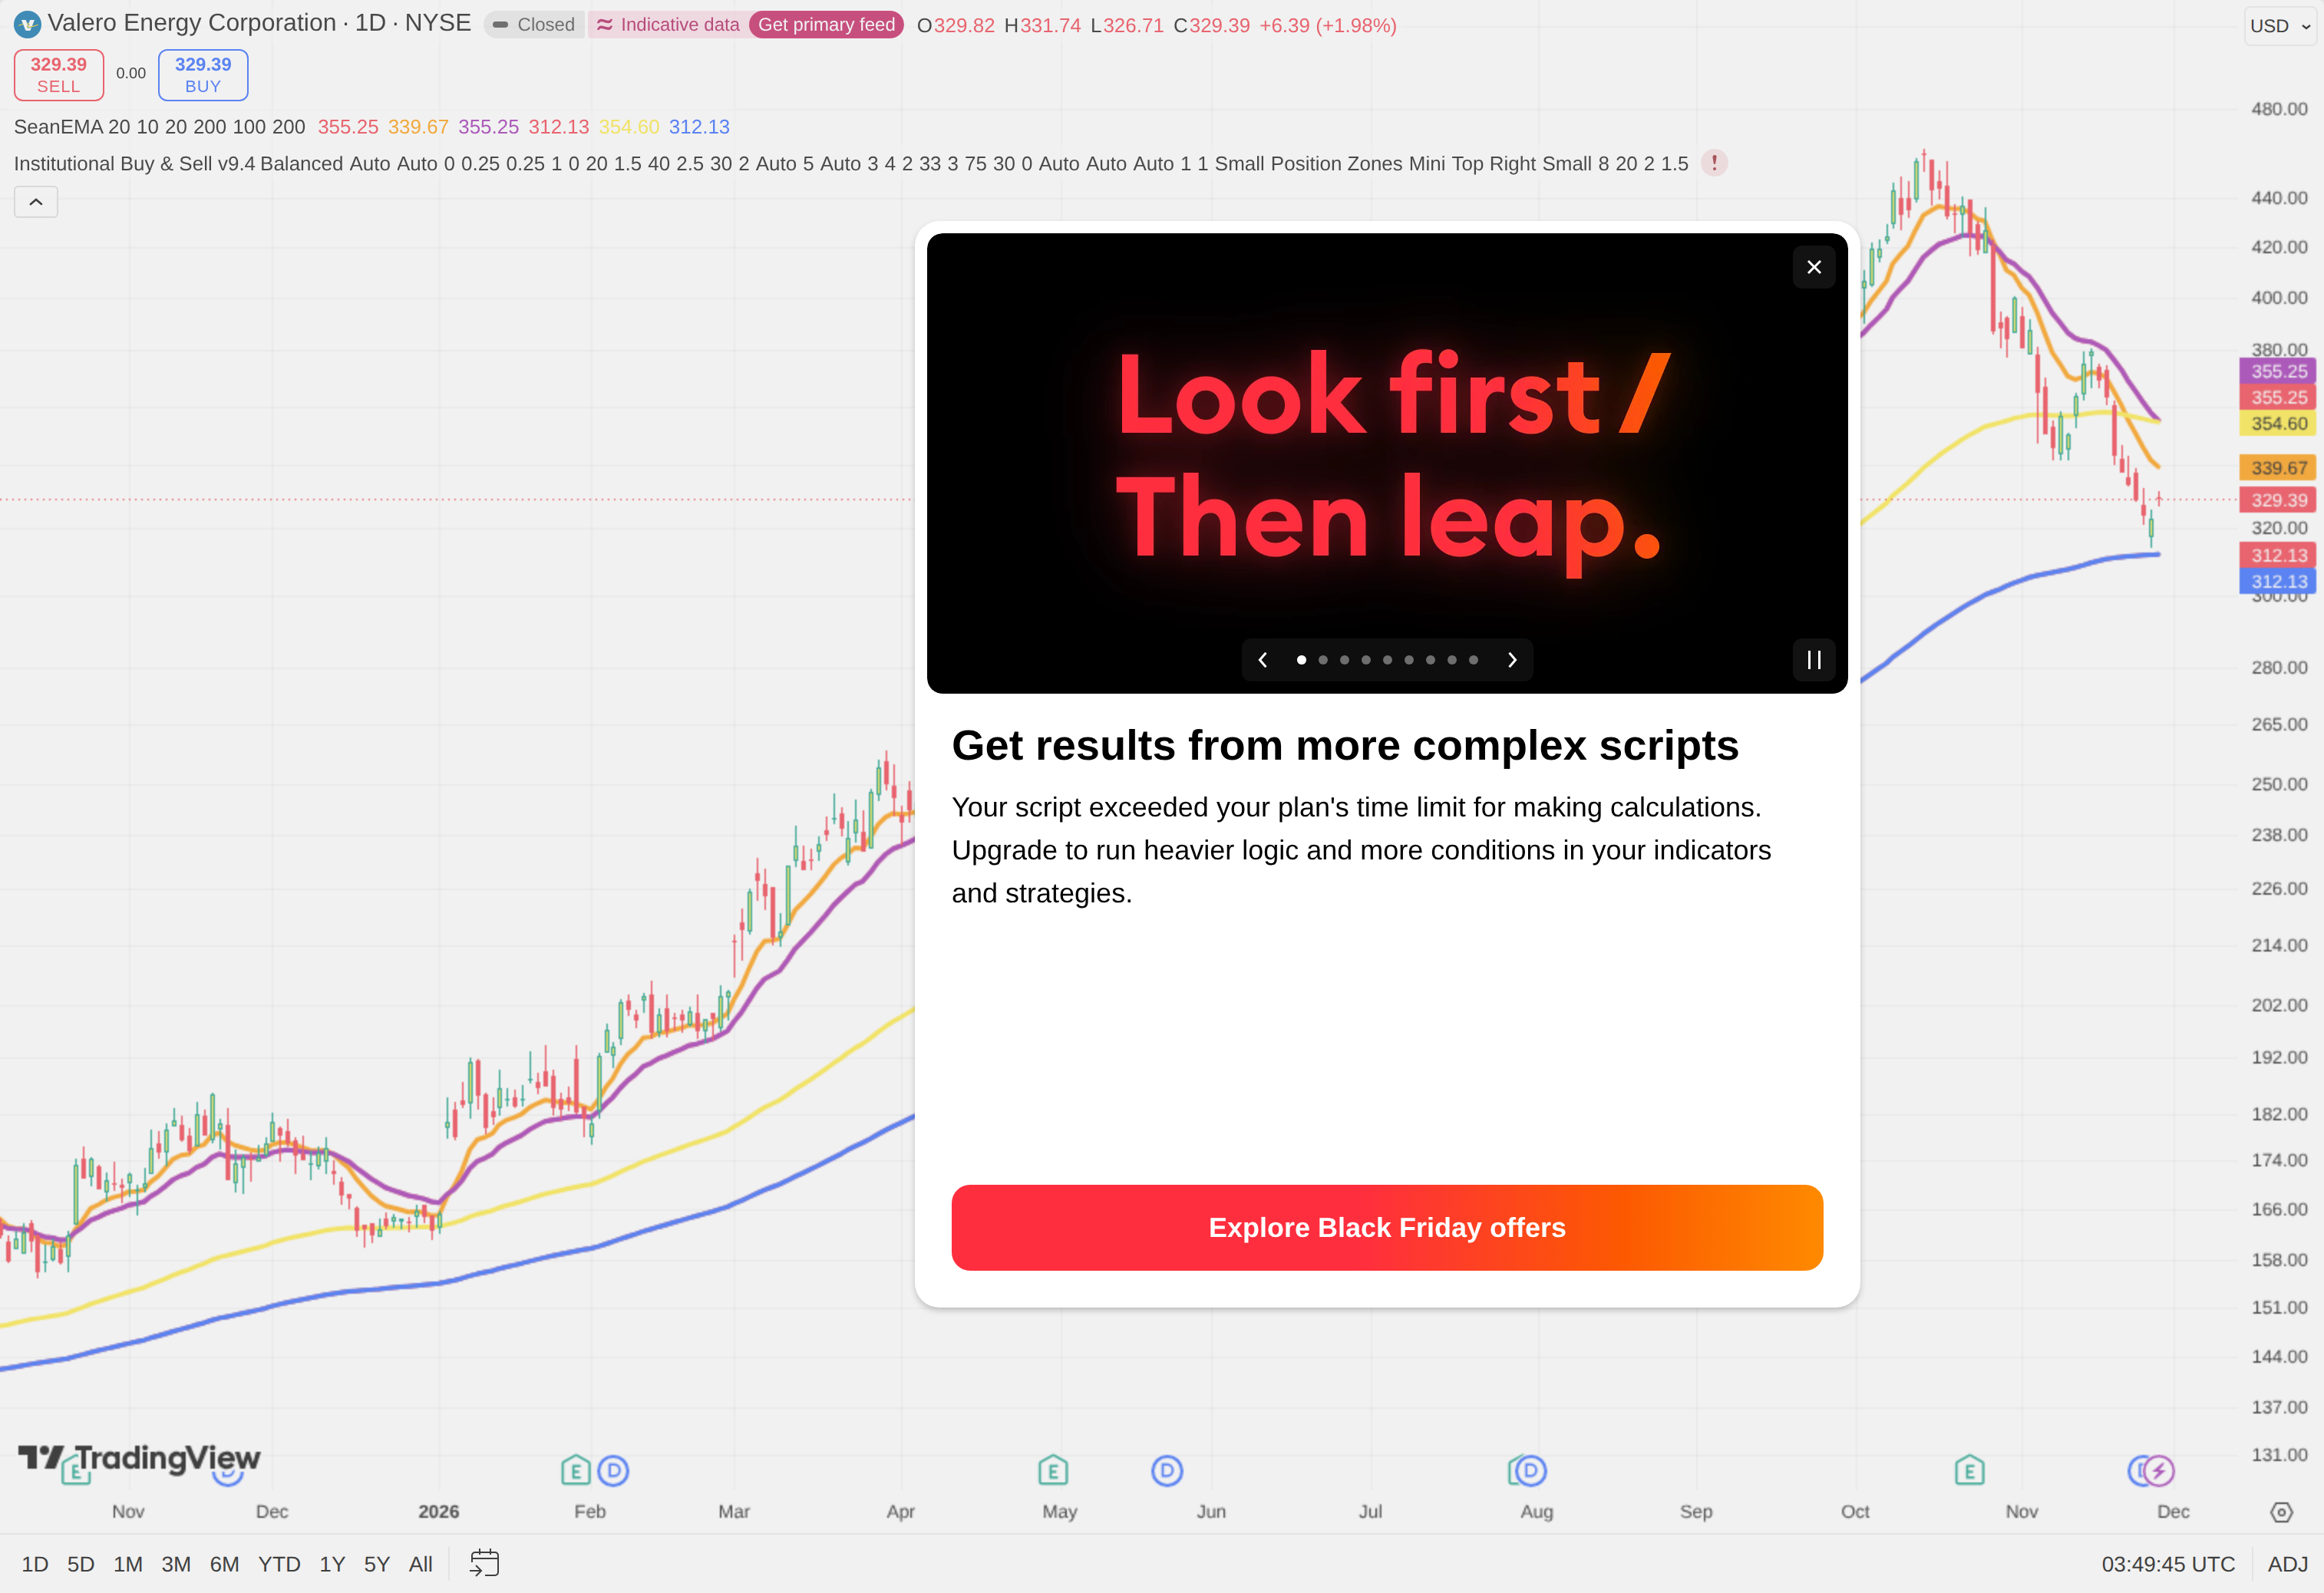 Valero Energy Corporation · 1D · NYSE Closed Indicative data Get primary feed O329.82 H331.74 L326.71 C329.39 +6.39 (+1.98%)
USD
329.39 SELL 0.00 329.39 BUY
SeanEMA 20 10 20 200 100 200 355.25 339.67 355.25 312.13 354.60 312.13
Institutional Buy & Sell v9.4 Balanced Auto Auto 0 0.25 0.25 1 0 20 1.5 40 2.5 30 2 Auto 5 Auto 3 4 2 33 3 75 30 0 Auto Auto Auto 1 1 Small Position Zones Mini Top Right Small 8 20 2 1.5 !
Look first /
Then leap.
Get results from more complex scripts
Your script exceeded your plan's time limit for making calculations.
Upgrade to run heavier logic and more conditions in your indicators
and strategies.
Explore Black Friday offers
480.00
440.00
420.00
400.00
380.00
355.25
355.25
354.60
339.67
329.39
320.00
312.13
312.13
300.00
280.00
265.00
250.00
238.00
226.00
214.00
202.00
192.00
182.00
174.00
166.00
158.00
151.00
144.00
137.00
131.00
TradingView
E D E D E D D E D
Nov Dec 2026 Feb Mar Apr May Jun Jul Aug Sep Oct Nov Dec
1D 5D 1M 3M 6M YTD 1Y 5Y All
03:49:45 UTC ADJ